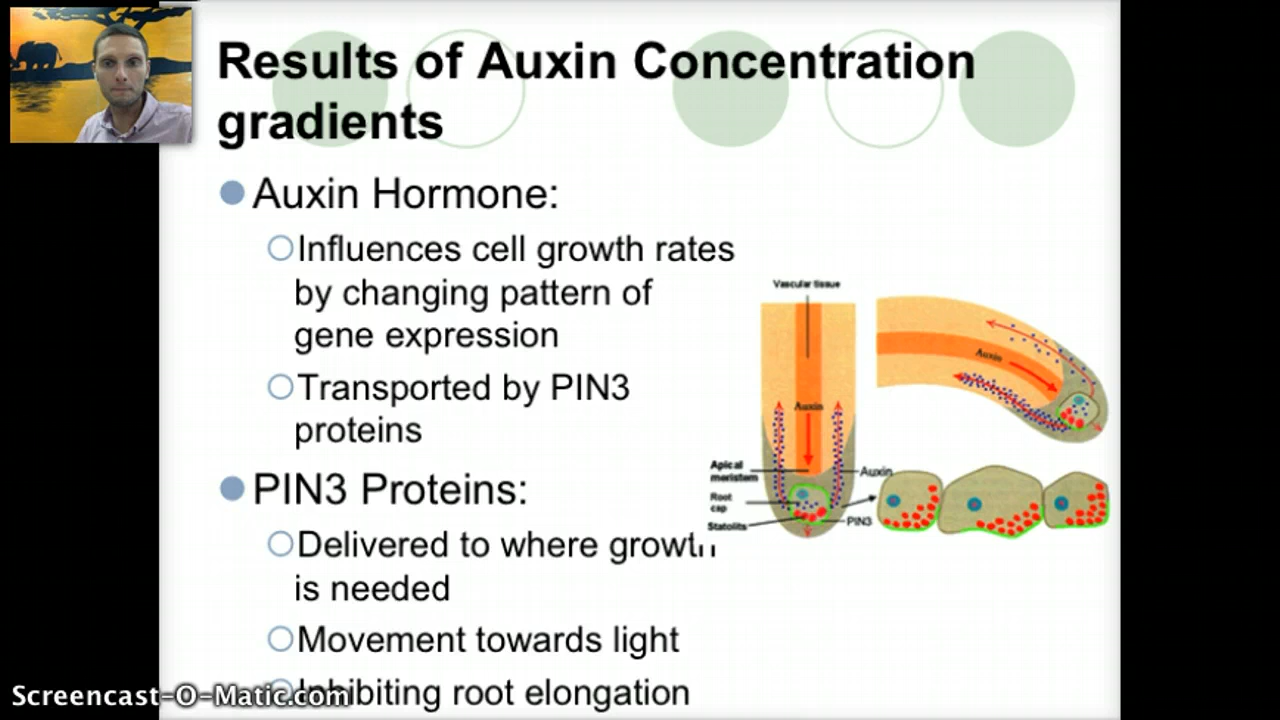 Results of Auxin Concentration
gradients
Auxin Hormone:
Influences cell growth rates
by changing pattern of
gene expression
Transported by PIN3
proteins
PIN3 Proteins:
Delivered to where growth
is needed
Movement towards light
Inhibiting root elongation
Vascular tissue
Auxin
Apical
meristem
Root
cap
Statolits
Auxin
PIN3
Auxin
Screencast-O-Matic.com